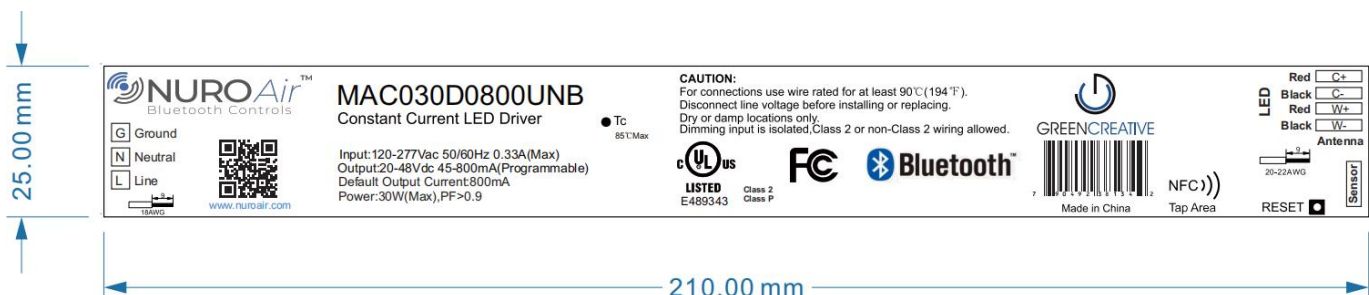 25.00 mm
NUROAir™
Bluetooth Controls
G Ground
N Neutral
L Line
9
18AWG
www.nuroair.com
MAC030D0800UNB
Constant Current LED Driver
Input:120-277Vac 50/60Hz 0.33A(Max)
Output:20-48Vdc 45-800mA(Programmable)
Default Output Current:800mA
Power:30W(Max),PF>0.9
Tc
85℃Max
CAUTION:
For connections use wire rated for at least 90℃(194℉).
Disconnect line voltage before installing or replacing.
Dry or damp locations only.
Dimming input is isolated,Class 2 or non-Class 2 wiring allowed.
c UL us
LISTED
E489343
Class 2
Class P
FC
Bluetooth™
GREENCREATIVE
Made in China
NFC
Tap Area
LED
Red C+
Black C-
Red W+
Black W-
Antenna
9
20-22AWG
Sensor
RESET
210.00 mm